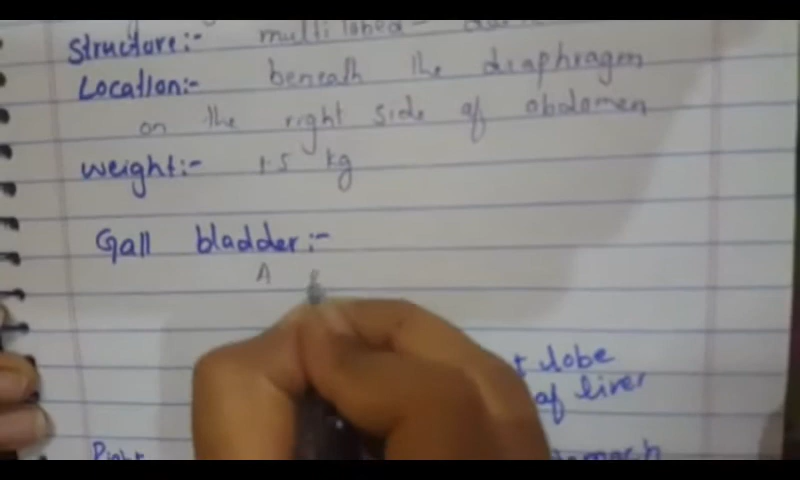 Structure:- multi lobed
Location:- beneath the diaphragm
on the right side of abdomen
Weight:- 1.5 kg
Gall bladder:-
A
lobe
of liver
Right